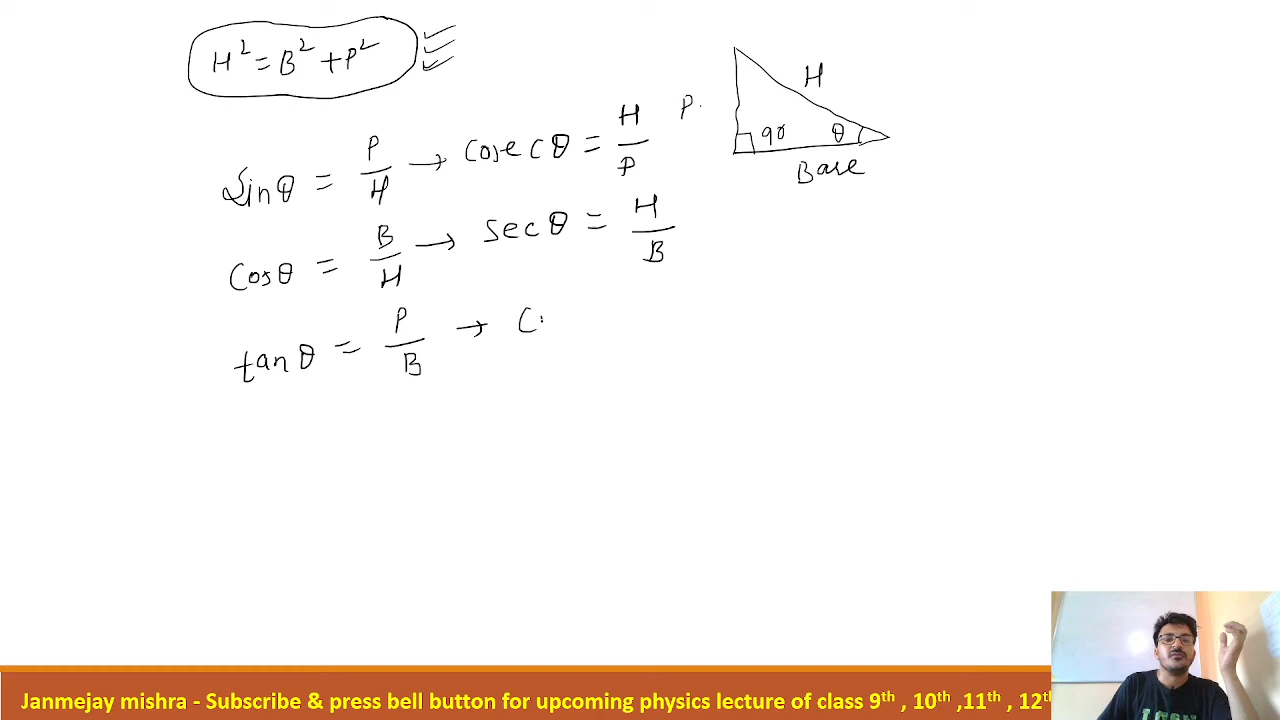 H² = B² + P²
H
P.
90°
θ
Base
Sinθ = P/H → Cosecθ = H/P
Cosθ = B/H → Secθ = H/B
tanθ = P/B → C
Janmejay mishra - Subscribe & press bell button for upcoming physics lecture of class 9th , 10th ,11th , 12th